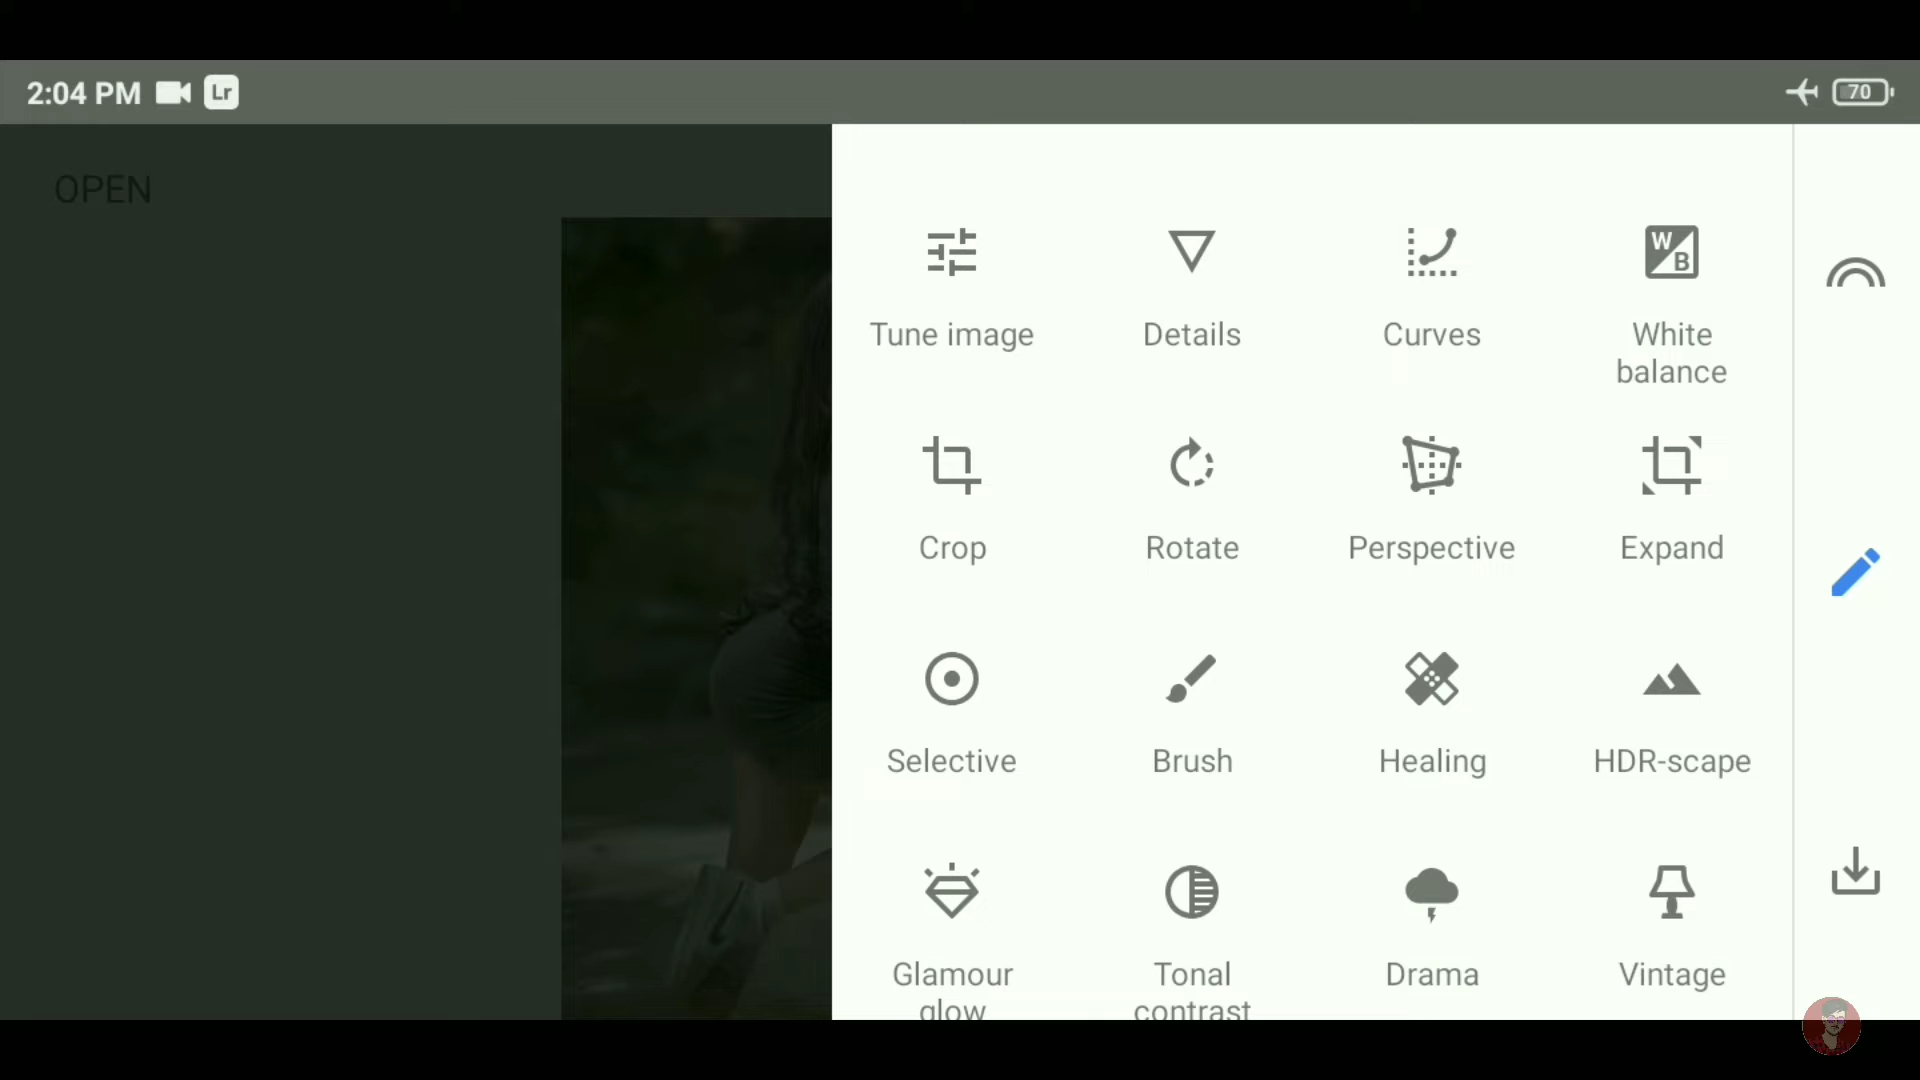 2:04 PM Lr 70
OPEN
Tune image Details Curves White balance
W B
Crop Rotate Perspective Expand
Selective Brush Healing HDR-scape
Glamour glow Tonal contrast Drama Vintage